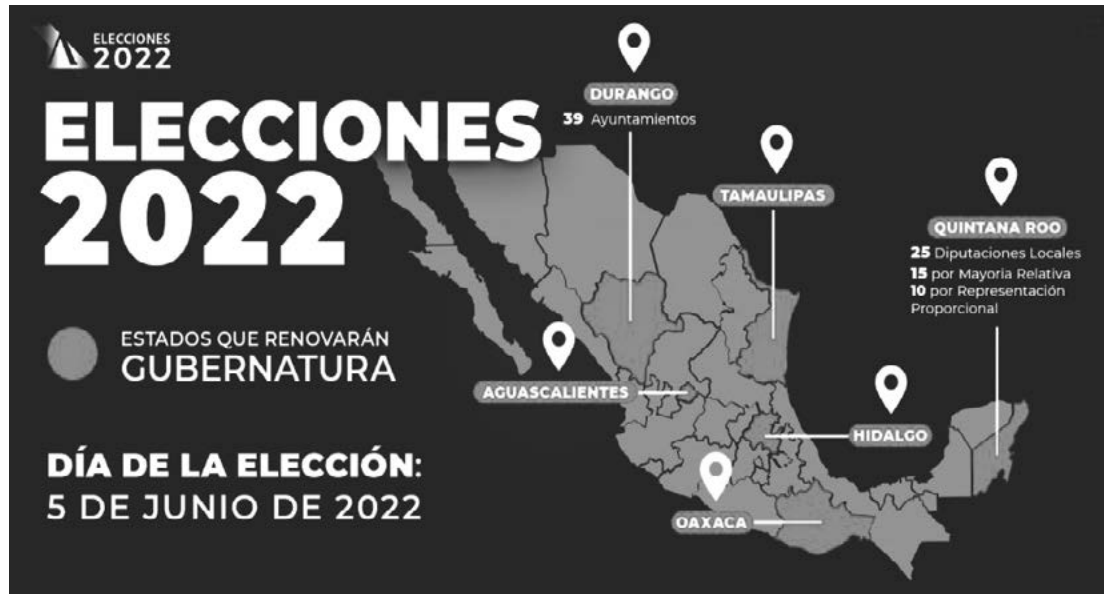 ELECCIONES
2022
ELECCIONES
2022
ESTADOS QUE RENOVARÁN
GUBERNATURA
DÍA DE LA ELECCIÓN:
5 DE JUNIO DE 2022
DURANGO
39 Ayuntamientos
TAMAULIPAS
QUINTANA ROO
25 Diputaciones Locales
15 por Mayoría Relativa
10 por Representación
Proporcional
AGUASCALIENTES
HIDALGO
OAXACA